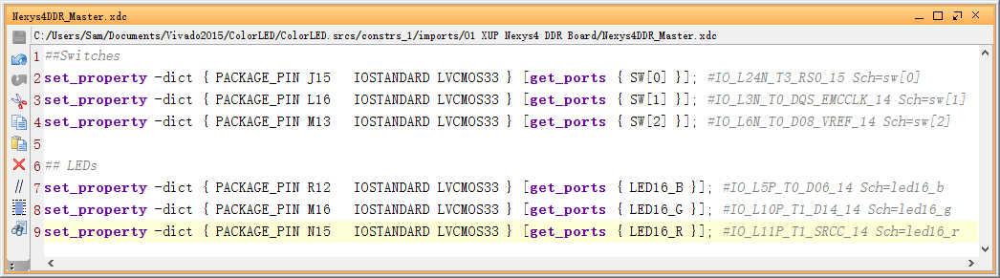 Nexys4DDR_Master.xdc
C:/Users/Sam/Documents/Vivado2015/ColorLED/ColorLED.srcs/constrs_1/imports/01 XUP Nexys4 DDR Board/Nexys4DDR_Master.xdc
1 ##Switches
2 set_property -dict { PACKAGE_PIN J15   IOSTANDARD LVCMOS33 } [get_ports { SW[0] }]; #IO_L24N_T3_RS0_15 Sch=sw[0]
3 set_property -dict { PACKAGE_PIN L16   IOSTANDARD LVCMOS33 } [get_ports { SW[1] }]; #IO_L3N_T0_DQS_EMCCLK_14 Sch=sw[1]
4 set_property -dict { PACKAGE_PIN M13   IOSTANDARD LVCMOS33 } [get_ports { SW[2] }]; #IO_L6N_T0_D08_VREF_14 Sch=sw[2]
5
6 ## LEDs
7 set_property -dict { PACKAGE_PIN R12   IOSTANDARD LVCMOS33 } [get_ports { LED16_B }]; #IO_L5P_T0_D06_14 Sch=led16_b
8 set_property -dict { PACKAGE_PIN M16   IOSTANDARD LVCMOS33 } [get_ports { LED16_G }]; #IO_L10P_T1_D14_14 Sch=led16_g
9 set_property -dict { PACKAGE_PIN N15   IOSTANDARD LVCMOS33 } [get_ports { LED16_R }]; #IO_L11P_T1_SRCC_14 Sch=led16_r